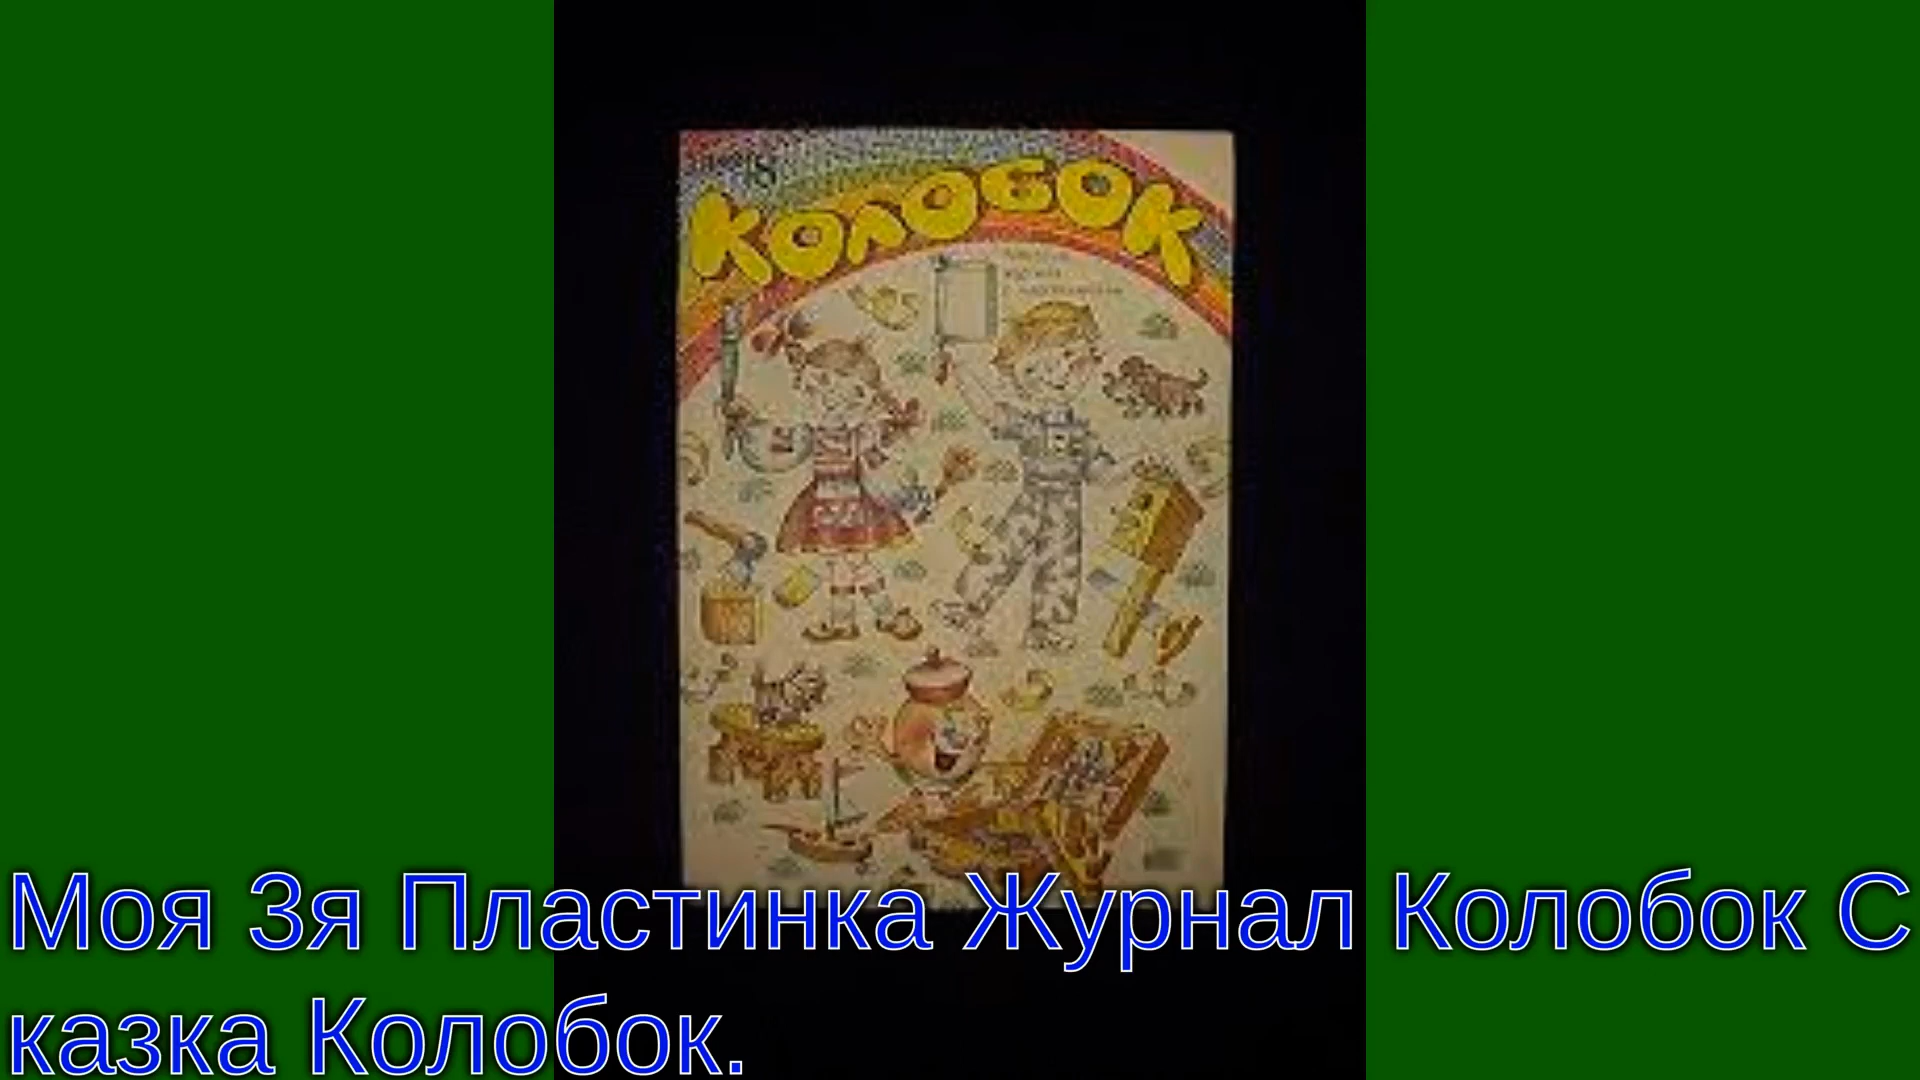 КОЛОБОК
Моя 3я Пластинка Журнал Колобок С
казка Колобок.